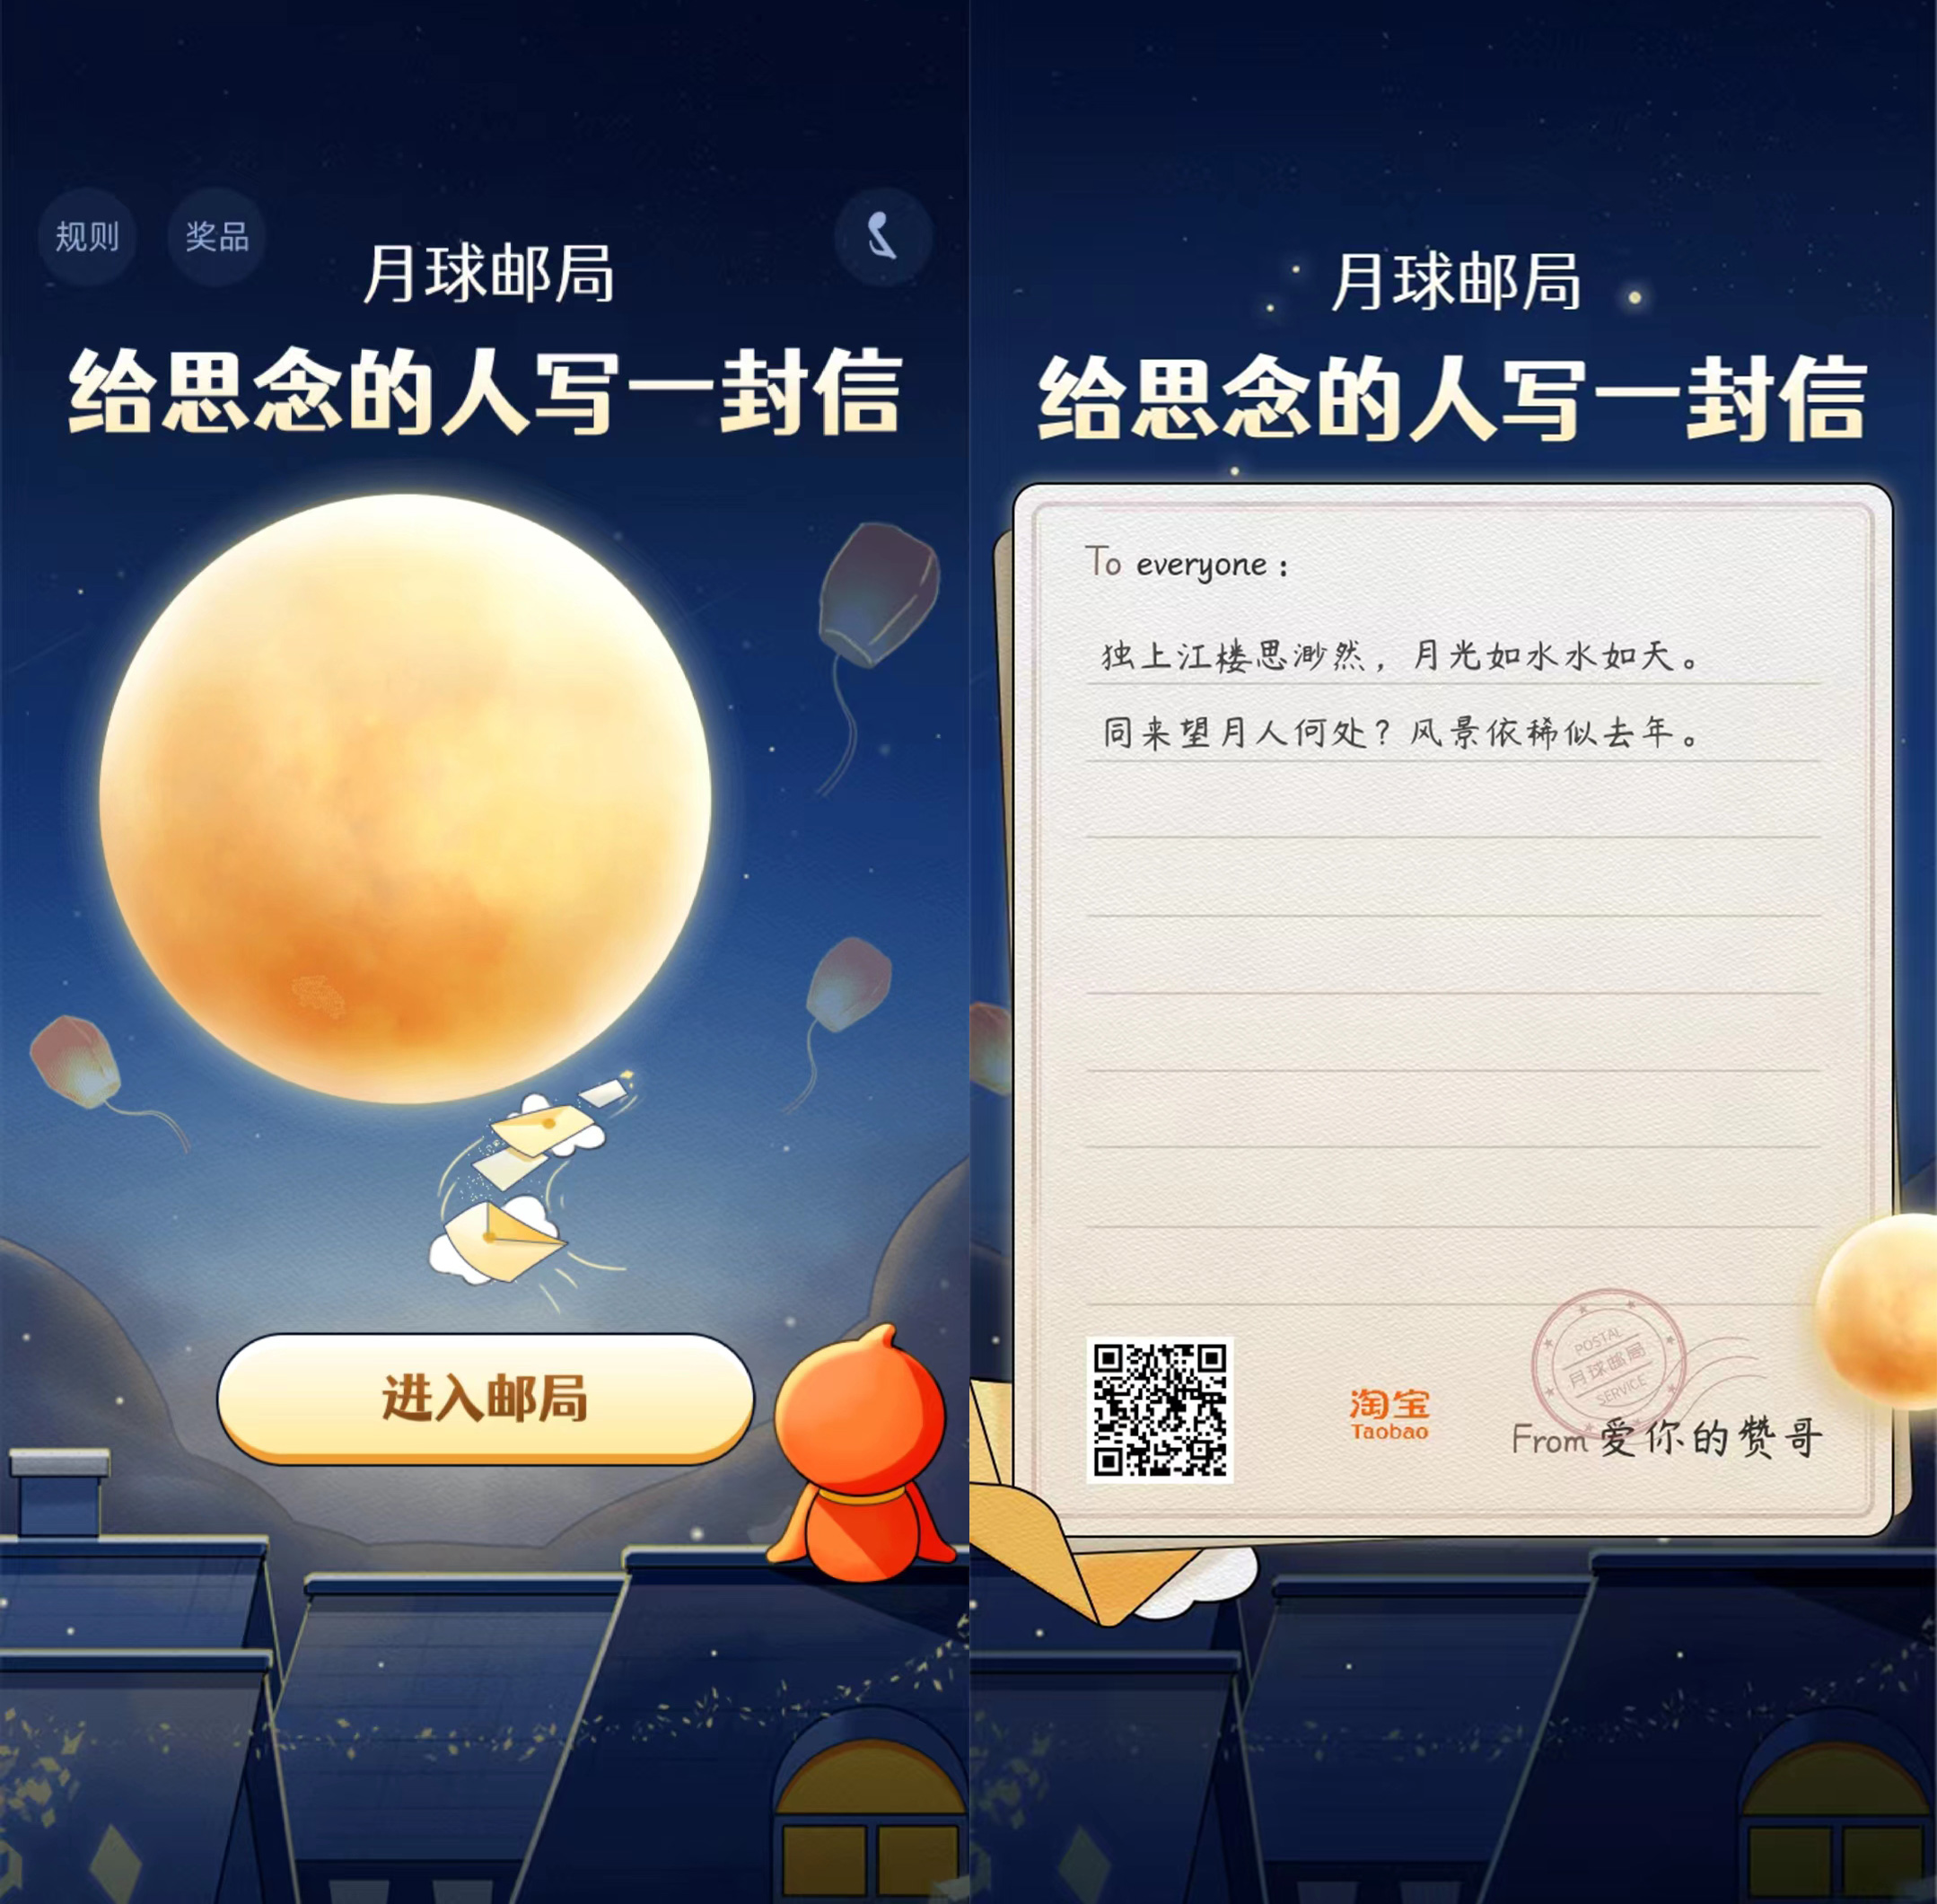 规则
奖品
月球邮局
给思念的人写一封信
进入邮局
月球邮局
给思念的人写一封信
To everyone：
独上江楼思渺然，月光如水水如天。
同来望月人何处？风景依稀似去年。
POSTAL
月球邮局
SERVICE
淘宝
Taobao
From 爱你的赞哥